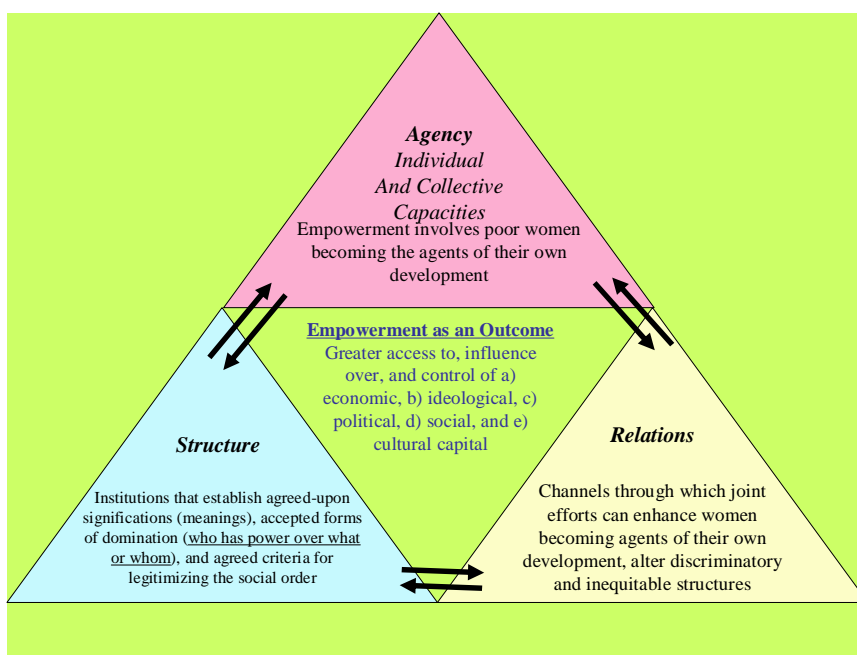 Agency
Individual
And Collective
Capacities
Empowerment involves poor women
becoming the agents of their own
development
Empowerment as an Outcome
Greater access to, influence
over, and control of a)
economic, b) ideological, c)
political, d) social, and e)
cultural capital
Structure
Institutions that establish agreed-upon
significations (meanings), accepted forms
of domination (who has power over what
or whom), and agreed criteria for
legitimizing the social order
Relations
Channels through which joint
efforts can enhance women
becoming agents of their own
development, alter discriminatory
and inequitable structures